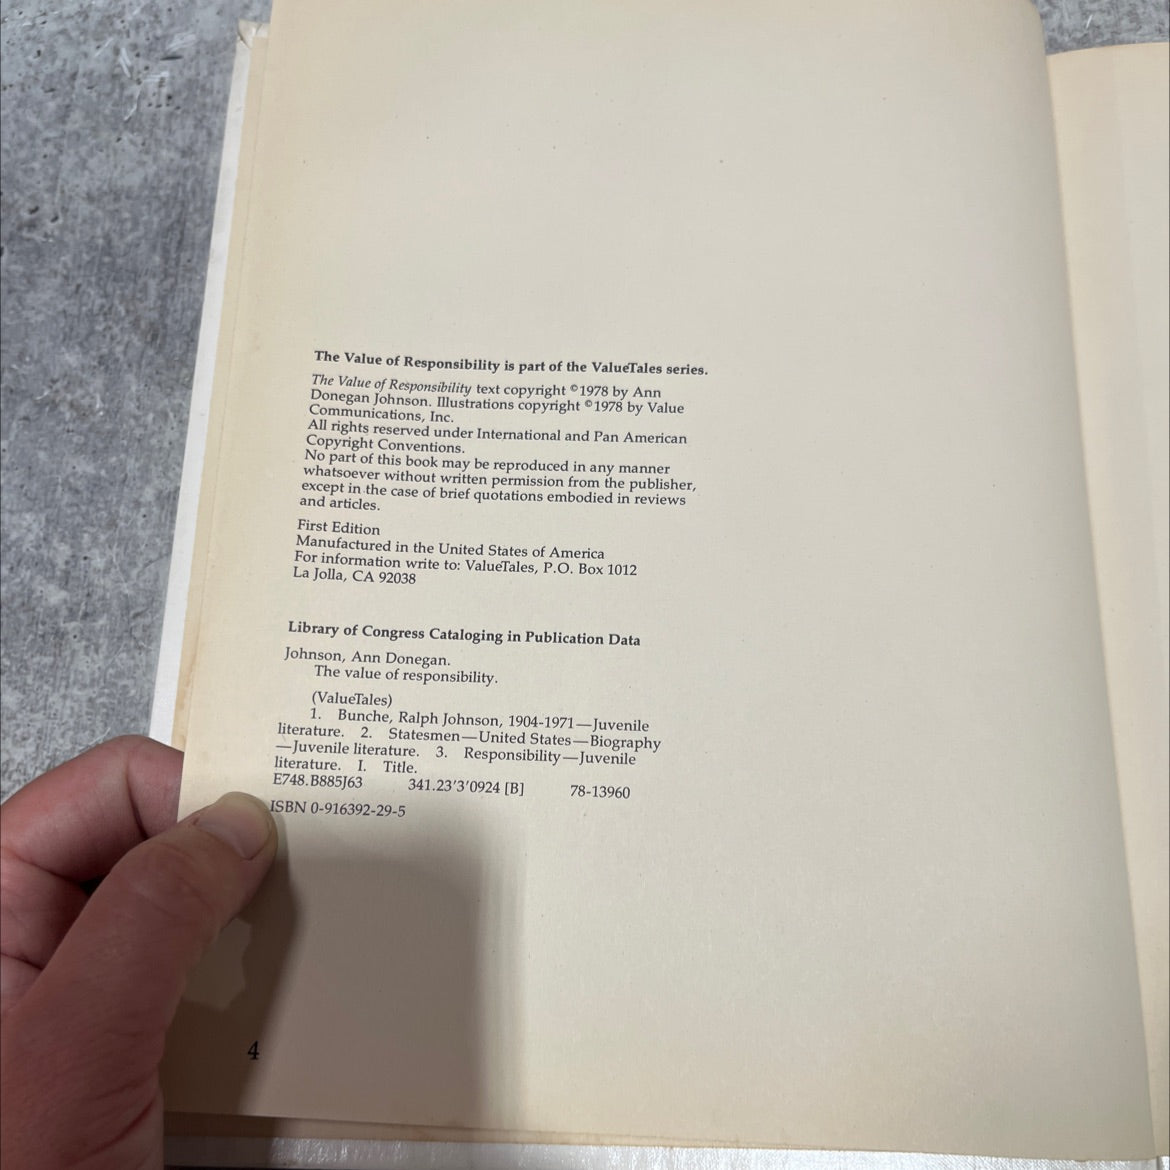 The Value of Responsibility is part of the ValueTales series.
The Value of Responsibility text copyright ©1978 by Ann
Donegan Johnson. Illustrations copyright ©1978 by Value
Communications, Inc.
All rights reserved under International and Pan American
Copyright Conventions.
No part of this book may be reproduced in any manner
whatsoever without written permission from the publisher,
except in the case of brief quotations embodied in reviews
and articles.
First Edition
Manufactured in the United States of America
For information write to: ValueTales, P.O. Box 1012
La Jolla, CA 92038
Library of Congress Cataloging in Publication Data
Johnson, Ann Donegan.
The value of responsibility.
(ValueTales)
1. Bunche, Ralph Johnson, 1904-1971—Juvenile
literature. 2. Statesmen—United States—Biography
—Juvenile literature. 3. Responsibility—Juvenile
literature. I. Title.
E748.B885J63 341.23'3'0924 [B] 78-13960
ISBN 0-916392-29-5
4